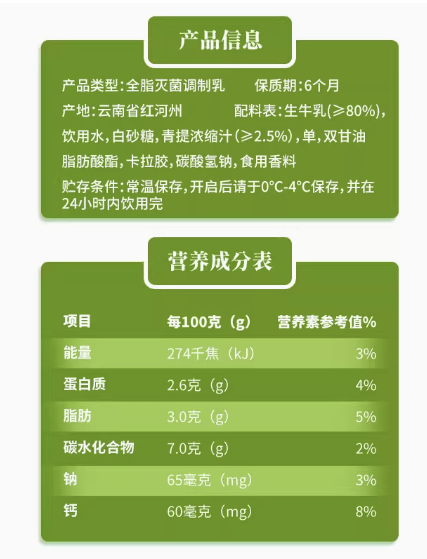 产品信息
产品类型：全脂灭菌调制乳 保质期：6个月
产地：云南省红河州 配料表：生牛乳(≥80%)，
饮用水，白砂糖，青提浓缩汁（≥2.5%），单，双甘油
脂肪酸酯，卡拉胶，碳酸氢钠，食用香料
贮存条件：常温保存，开启后请于0℃-4℃保存，并在
24小时内饮用完
营养成分表
项目 每100克（g） 营养素参考值%
能量 274千焦（kJ） 3%
蛋白质 2.6克（g） 4%
脂肪 3.0克（g） 5%
碳水化合物 7.0克（g） 2%
钠 65毫克（mg） 3%
钙 60毫克（mg） 8%